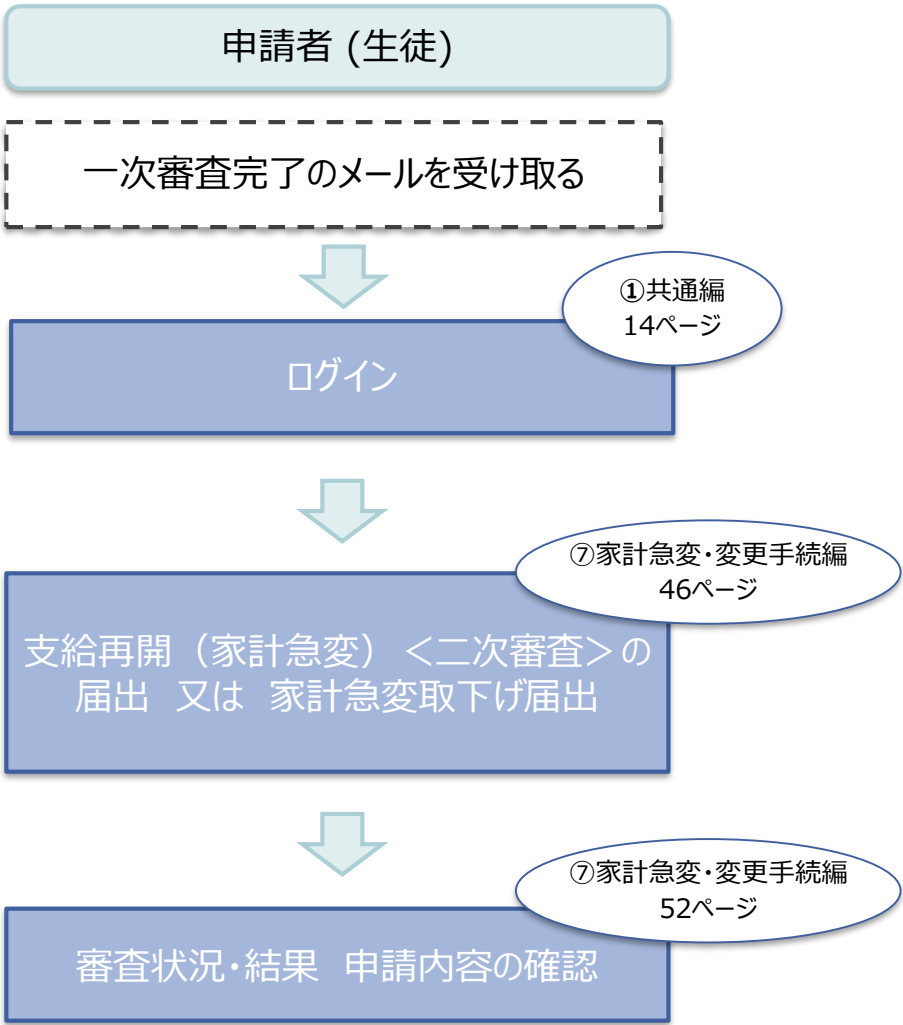 申請者 (生徒)
一次審査完了のメールを受け取る
①共通編
14ページ
ログイン
⑦家計急変・変更手続編
46ページ
支給再開（家計急変）＜二次審査＞の
届出　又は　家計急変取下げ届出
⑦家計急変・変更手続編
52ページ
審査状況・結果　申請内容の確認